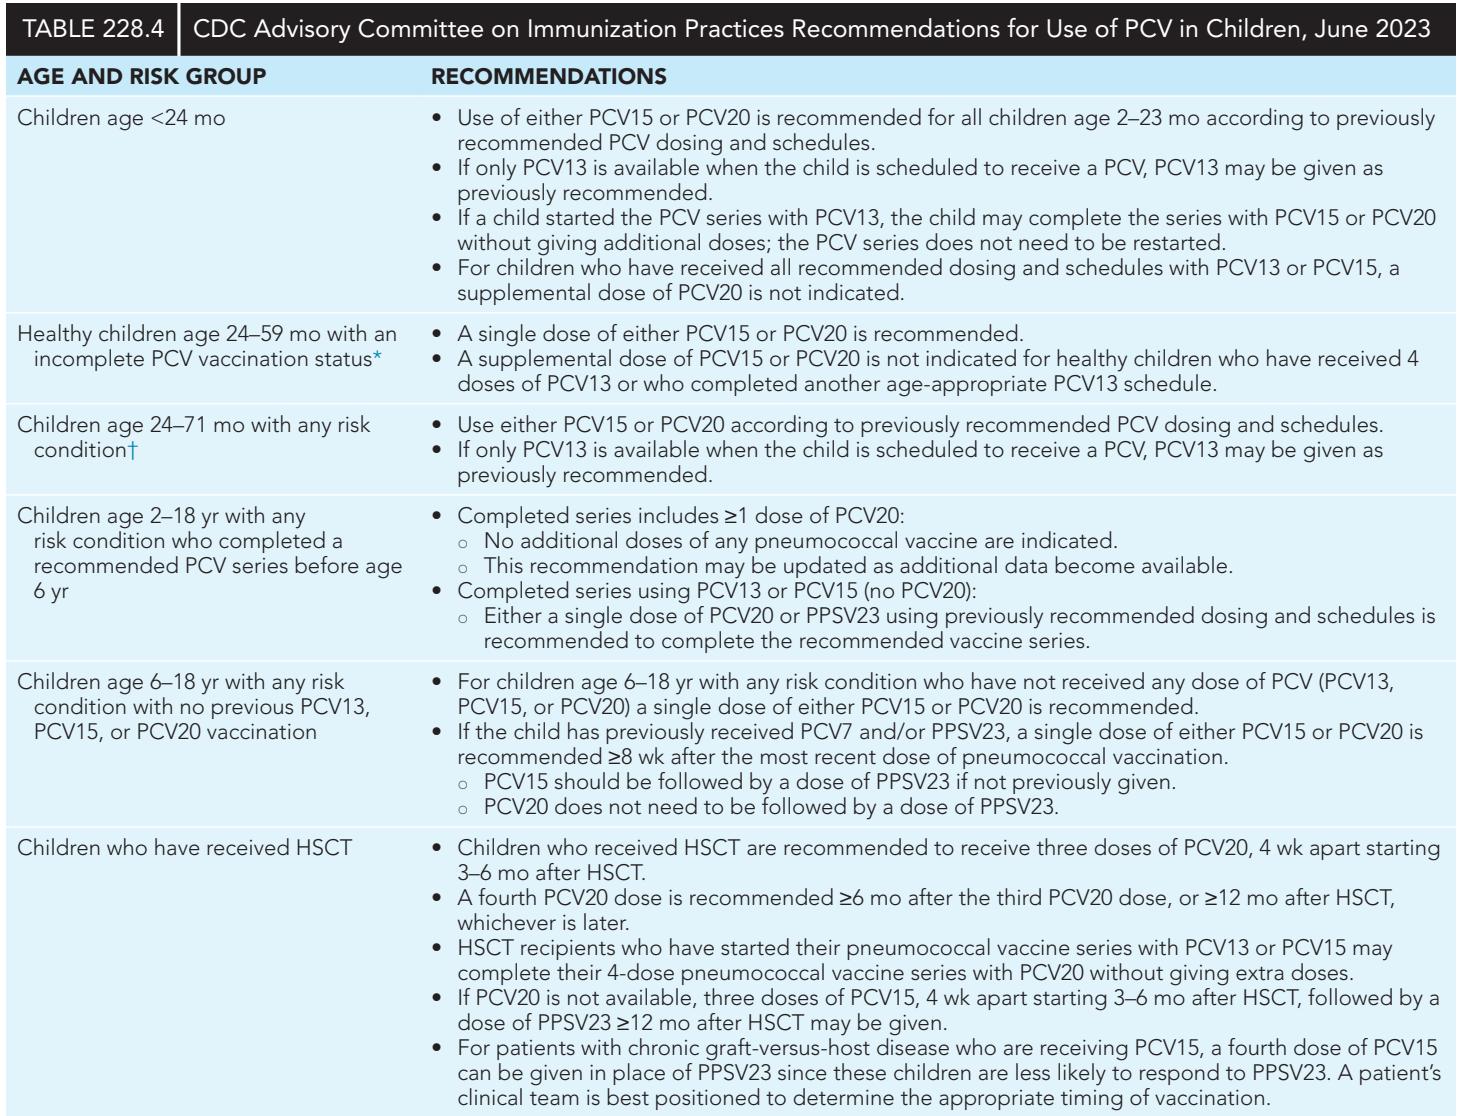 TABLE 228.4 CDC Advisory Committee on Immunization Practices Recommendations for Use of PCV in Children, June 2023
AGE AND RISK GROUP RECOMMENDATIONS
Children age <24 mo
• Use of either PCV15 or PCV20 is recommended for all children age 2–23 mo according to previously
recommended PCV dosing and schedules.
• If only PCV13 is available when the child is scheduled to receive a PCV, PCV13 may be given as
previously recommended.
• If a child started the PCV series with PCV13, the child may complete the series with PCV15 or PCV20
without giving additional doses; the PCV series does not need to be restarted.
• For children who have received all recommended dosing and schedules with PCV13 or PCV15, a
supplemental dose of PCV20 is not indicated.
Healthy children age 24–59 mo with an
incomplete PCV vaccination status*
• A single dose of either PCV15 or PCV20 is recommended.
• A supplemental dose of PCV15 or PCV20 is not indicated for healthy children who have received 4
doses of PCV13 or who completed another age-appropriate PCV13 schedule.
Children age 24–71 mo with any risk
condition†
• Use either PCV15 or PCV20 according to previously recommended PCV dosing and schedules.
• If only PCV13 is available when the child is scheduled to receive a PCV, PCV13 may be given as
previously recommended.
Children age 2–18 yr with any
risk condition who completed a
recommended PCV series before age
6 yr
• Completed series includes ≥1 dose of PCV20:
○ No additional doses of any pneumococcal vaccine are indicated.
○ This recommendation may be updated as additional data become available.
• Completed series using PCV13 or PCV15 (no PCV20):
○ Either a single dose of PCV20 or PPSV23 using previously recommended dosing and schedules is
recommended to complete the recommended vaccine series.
Children age 6–18 yr with any risk
condition with no previous PCV13,
PCV15, or PCV20 vaccination
• For children age 6–18 yr with any risk condition who have not received any dose of PCV (PCV13,
PCV15, or PCV20) a single dose of either PCV15 or PCV20 is recommended.
• If the child has previously received PCV7 and/or PPSV23, a single dose of either PCV15 or PCV20 is
recommended ≥8 wk after the most recent dose of pneumococcal vaccination.
○ PCV15 should be followed by a dose of PPSV23 if not previously given.
○ PCV20 does not need to be followed by a dose of PPSV23.
Children who have received HSCT
• Children who received HSCT are recommended to receive three doses of PCV20, 4 wk apart starting
3–6 mo after HSCT.
• A fourth PCV20 dose is recommended ≥6 mo after the third PCV20 dose, or ≥12 mo after HSCT,
whichever is later.
• HSCT recipients who have started their pneumococcal vaccine series with PCV13 or PCV15 may
complete their 4-dose pneumococcal vaccine series with PCV20 without giving extra doses.
• If PCV20 is not available, three doses of PCV15, 4 wk apart starting 3–6 mo after HSCT, followed by a
dose of PPSV23 ≥12 mo after HSCT may be given.
• For patients with chronic graft-versus-host disease who are receiving PCV15, a fourth dose of PCV15
can be given in place of PPSV23 since these children are less likely to respond to PPSV23. A patient's
clinical team is best positioned to determine the appropriate timing of vaccination.